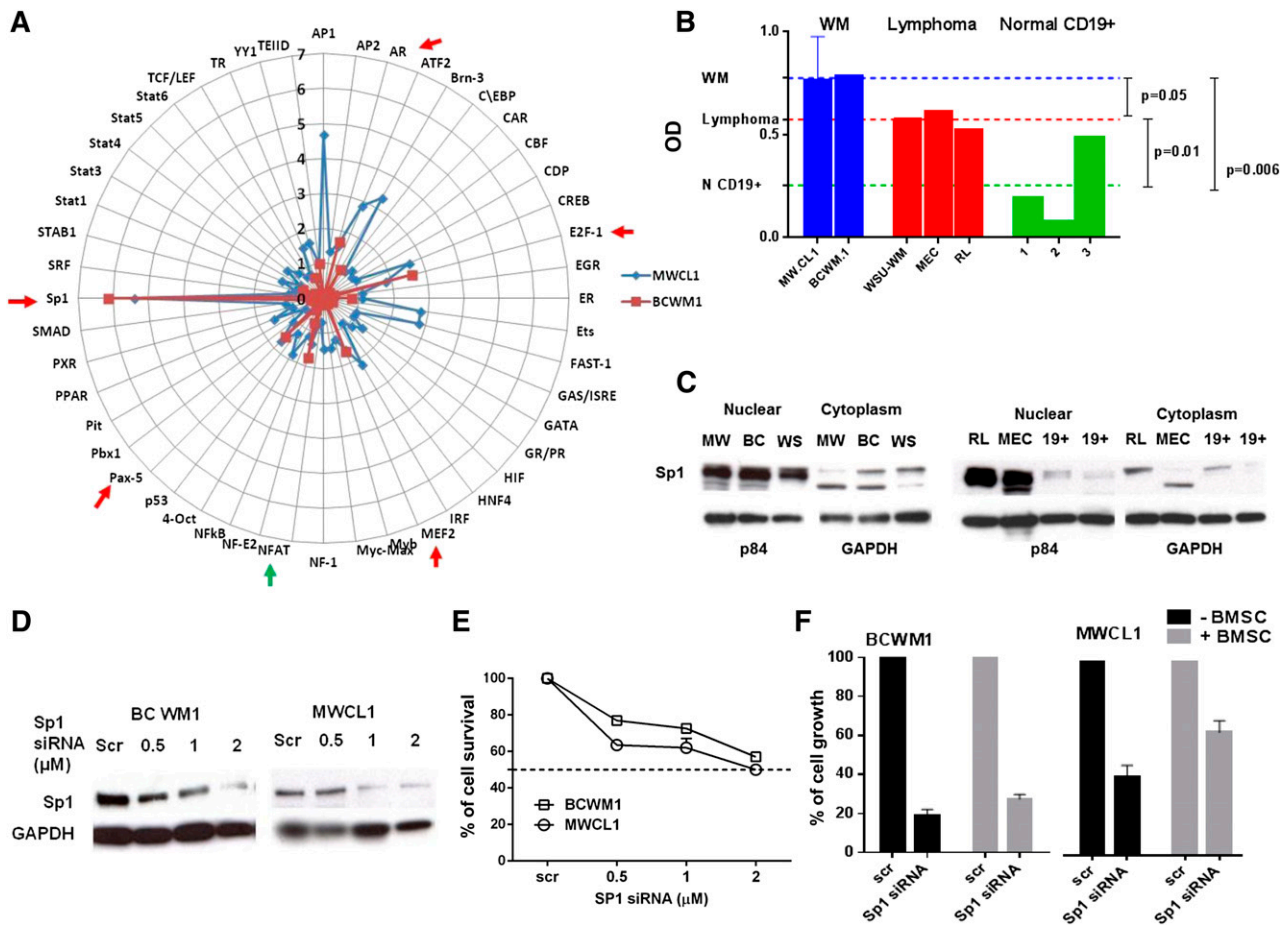 A
AP1
AP2
AR
ATF2
Brn-3
C\EBP
CAR
CBF
CDP
CREB
E2F-1
EGR
ER
Ets
FAST-1
GAS/ISRE
GATA
GR/PR
HIF
HNF4
IRF
MEF2
Myb
Myc-Max
NF-1
NFAT
NF-E2
NFkB
4-Oct
p53
Pax-5
Pbx1
Pit
PPAR
PXR
SMAD
Sp1
SRF
STAB1
Stat1
Stat3
Stat4
Stat5
Stat6
TCF/LEF
TR
YY1
TEIID
7
6
5
4
3
2
1
0
MWCL1
BCWM1
B
WM Lymphoma Normal CD19+
1.0
WM
Lymphoma
0.5
N CD19+
0.0
OD
p=0.05
p=0.01
p=0.006
MW.CL1 BCWM.1 WSU-WM MEC RL 1 2 3
C
Nuclear Cytoplasm Nuclear Cytoplasm
MW BC WS MW BC WS RL MEC 19+ 19+ RL MEC 19+ 19+
Sp1
p84 GAPDH p84 GAPDH
D
BC WM1 MWCL1
Sp1
siRNA
(µM)
Scr 0.5 1 2 Scr 0.5 1 2
Sp1
GAPDH
E
% of cell survival
100
80
60
40
20
0
BCWM1
MWCL1
scr 0.5 1 2
SP1 siRNA (µM)
F
- BMSC
+ BMSC
BCWM1 MWCL1
% of cell growth
100
80
60
40
20
0
scr Sp1 siRNA scr Sp1 siRNA scr Sp1 siRNA scr Sp1 siRNA